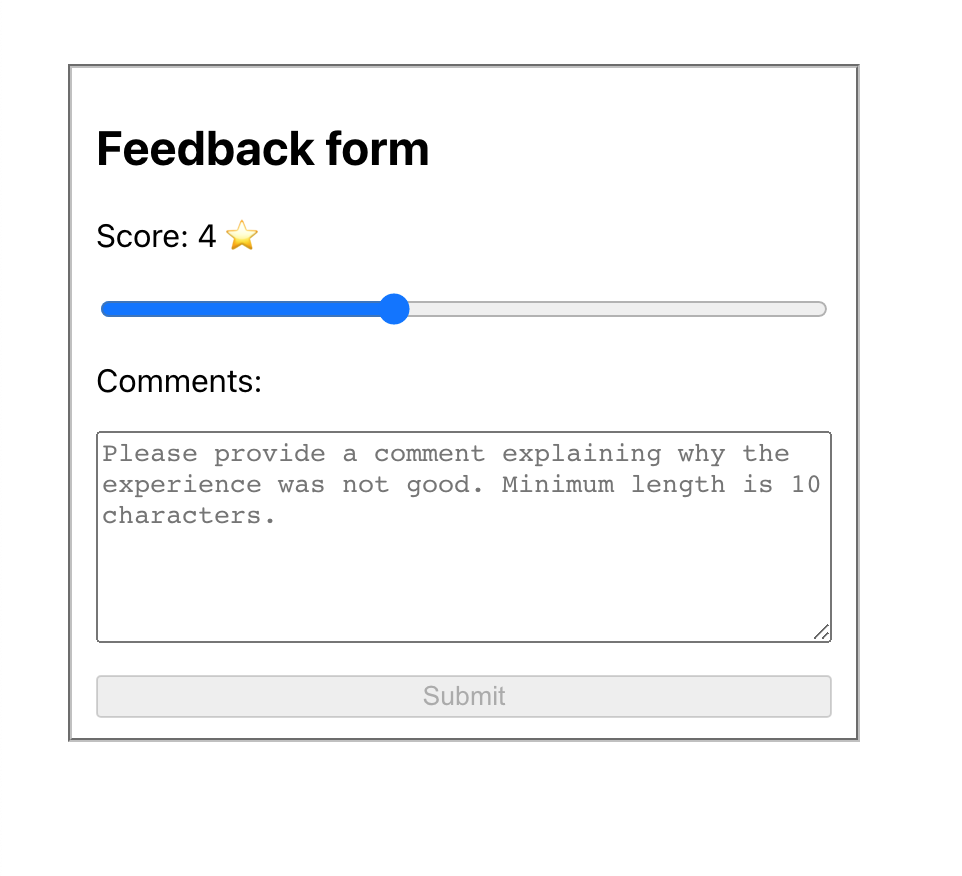 Feedback form
Score: 4 ⭐
Comments:
Please provide a comment explaining why the
experience was not good. Minimum length is 10
characters.
Submit